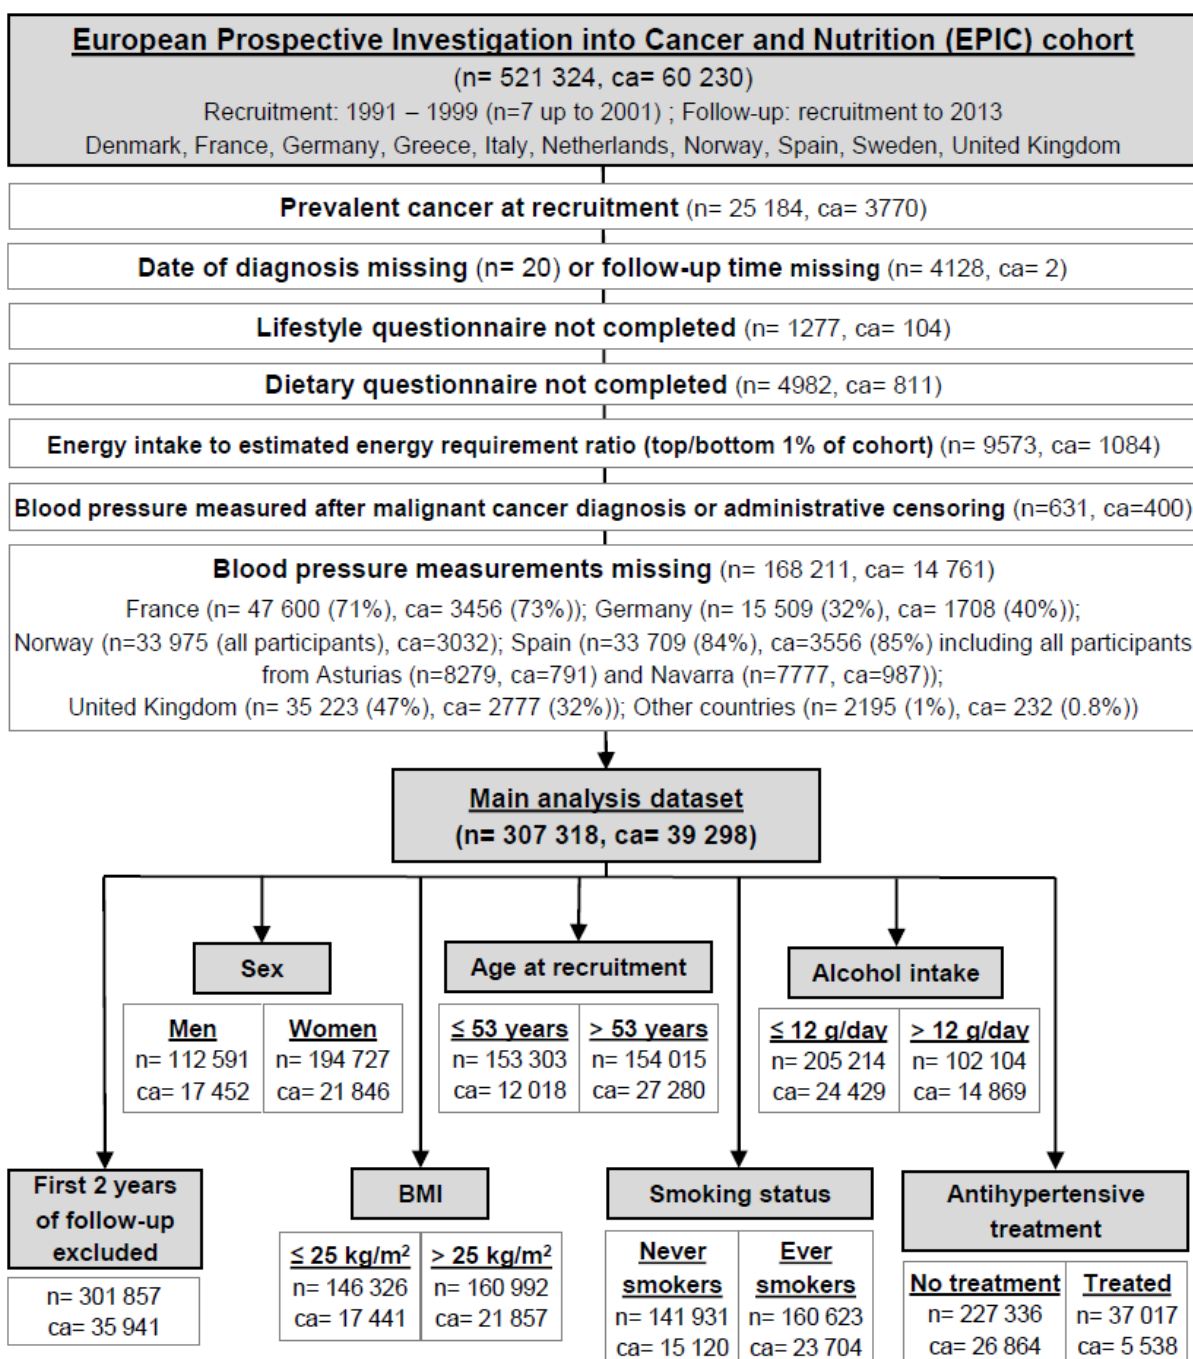 European Prospective Investigation into Cancer and Nutrition (EPIC) cohort
(n= 521 324, ca= 60 230)
Recruitment: 1991 – 1999 (n=7 up to 2001) ; Follow-up: recruitment to 2013
Denmark, France, Germany, Greece, Italy, Netherlands, Norway, Spain, Sweden, United Kingdom
Prevalent cancer at recruitment (n= 25 184, ca= 3770)
Date of diagnosis missing (n= 20) or follow-up time missing (n= 4128, ca= 2)
Lifestyle questionnaire not completed (n= 1277, ca= 104)
Dietary questionnaire not completed (n= 4982, ca= 811)
Energy intake to estimated energy requirement ratio (top/bottom 1% of cohort) (n= 9573, ca= 1084)
Blood pressure measured after malignant cancer diagnosis or administrative censoring (n=631, ca=400)
Blood pressure measurements missing (n= 168 211, ca= 14 761)
France (n= 47 600 (71%), ca= 3456 (73%)); Germany (n= 15 509 (32%), ca= 1708 (40%));
Norway (n=33 975 (all participants), ca=3032); Spain (n=33 709 (84%), ca=3556 (85%) including all participants
from Asturias (n=8279, ca=791) and Navarra (n=7777, ca=987));
United Kingdom (n= 35 223 (47%), ca= 2777 (32%)); Other countries (n= 2195 (1%), ca= 232 (0.8%))
Main analysis dataset
(n= 307 318, ca= 39 298)
Sex
Men
n= 112 591
ca= 17 452
Women
n= 194 727
ca= 21 846
Age at recruitment
≤ 53 years
n= 153 303
ca= 12 018
> 53 years
n= 154 015
ca= 27 280
Alcohol intake
≤ 12 g/day
n= 205 214
ca= 24 429
> 12 g/day
n= 102 104
ca= 14 869
First 2 years
of follow-up
excluded
n= 301 857
ca= 35 941
BMI
≤ 25 kg/m²
n= 146 326
ca= 17 441
> 25 kg/m²
n= 160 992
ca= 21 857
Smoking status
Never
smokers
n= 141 931
ca= 15 120
Ever
smokers
n= 160 623
ca= 23 704
Antihypertensive
treatment
No treatment
n= 227 336
ca= 26 864
Treated
n= 37 017
ca= 5 538